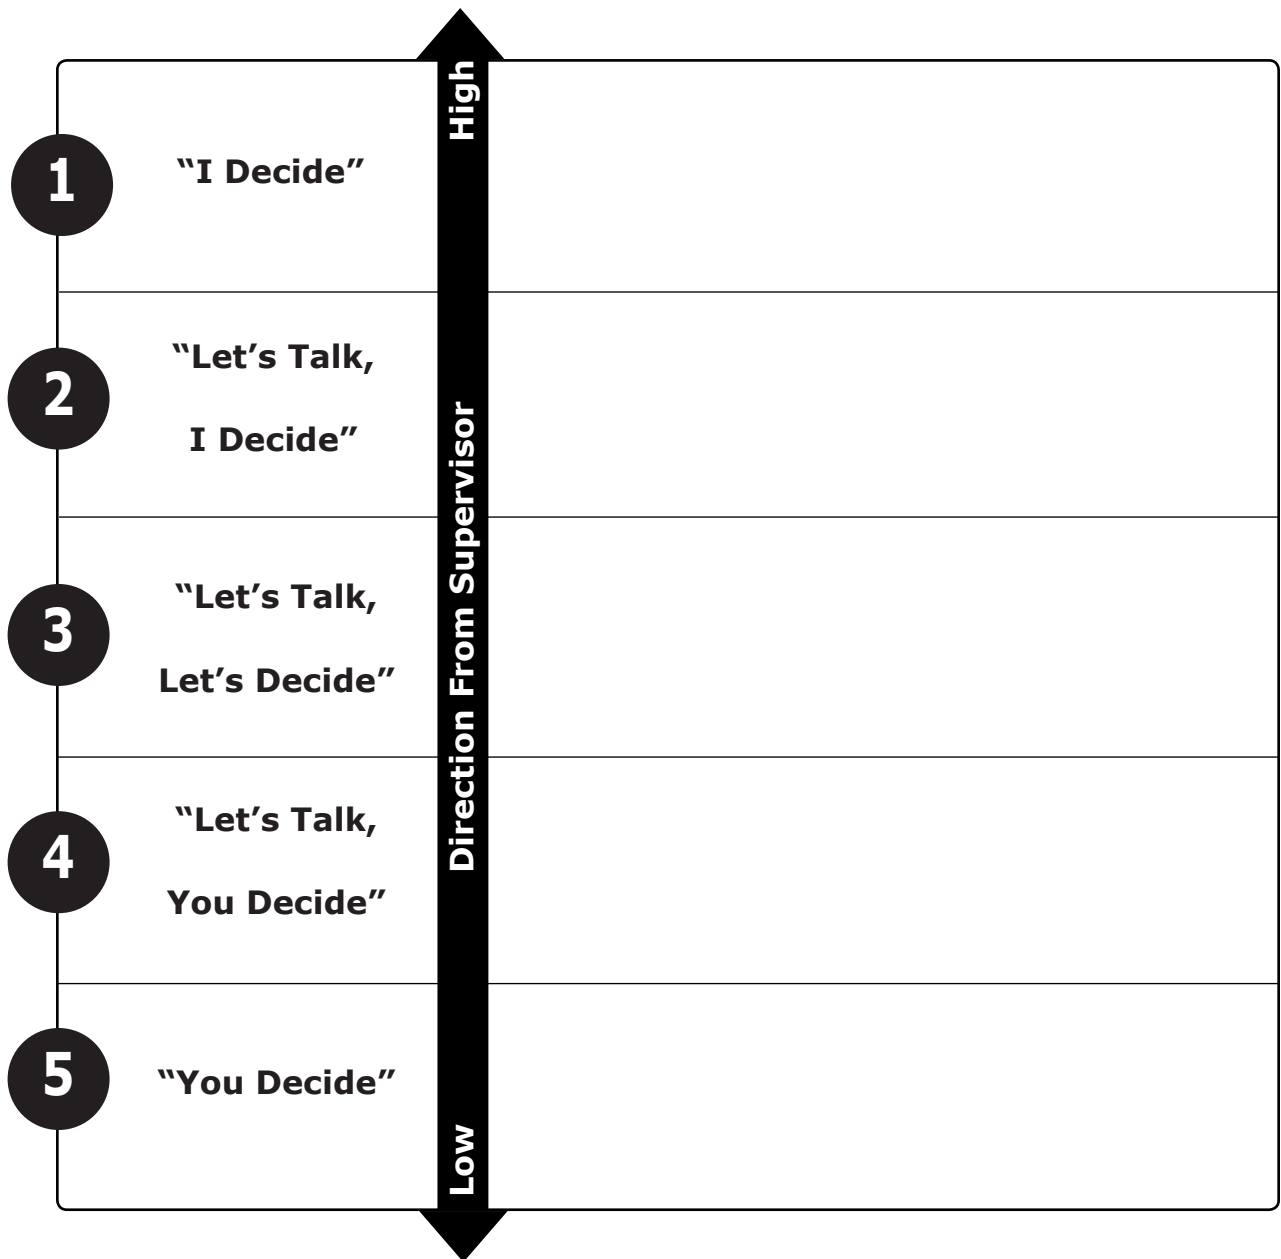 High
1
“I Decide”
2
“Let’s Talk,
I Decide”
Direction From Supervisor
3
“Let’s Talk,
Let’s Decide”
4
“Let’s Talk,
You Decide”
5
“You Decide”
Low